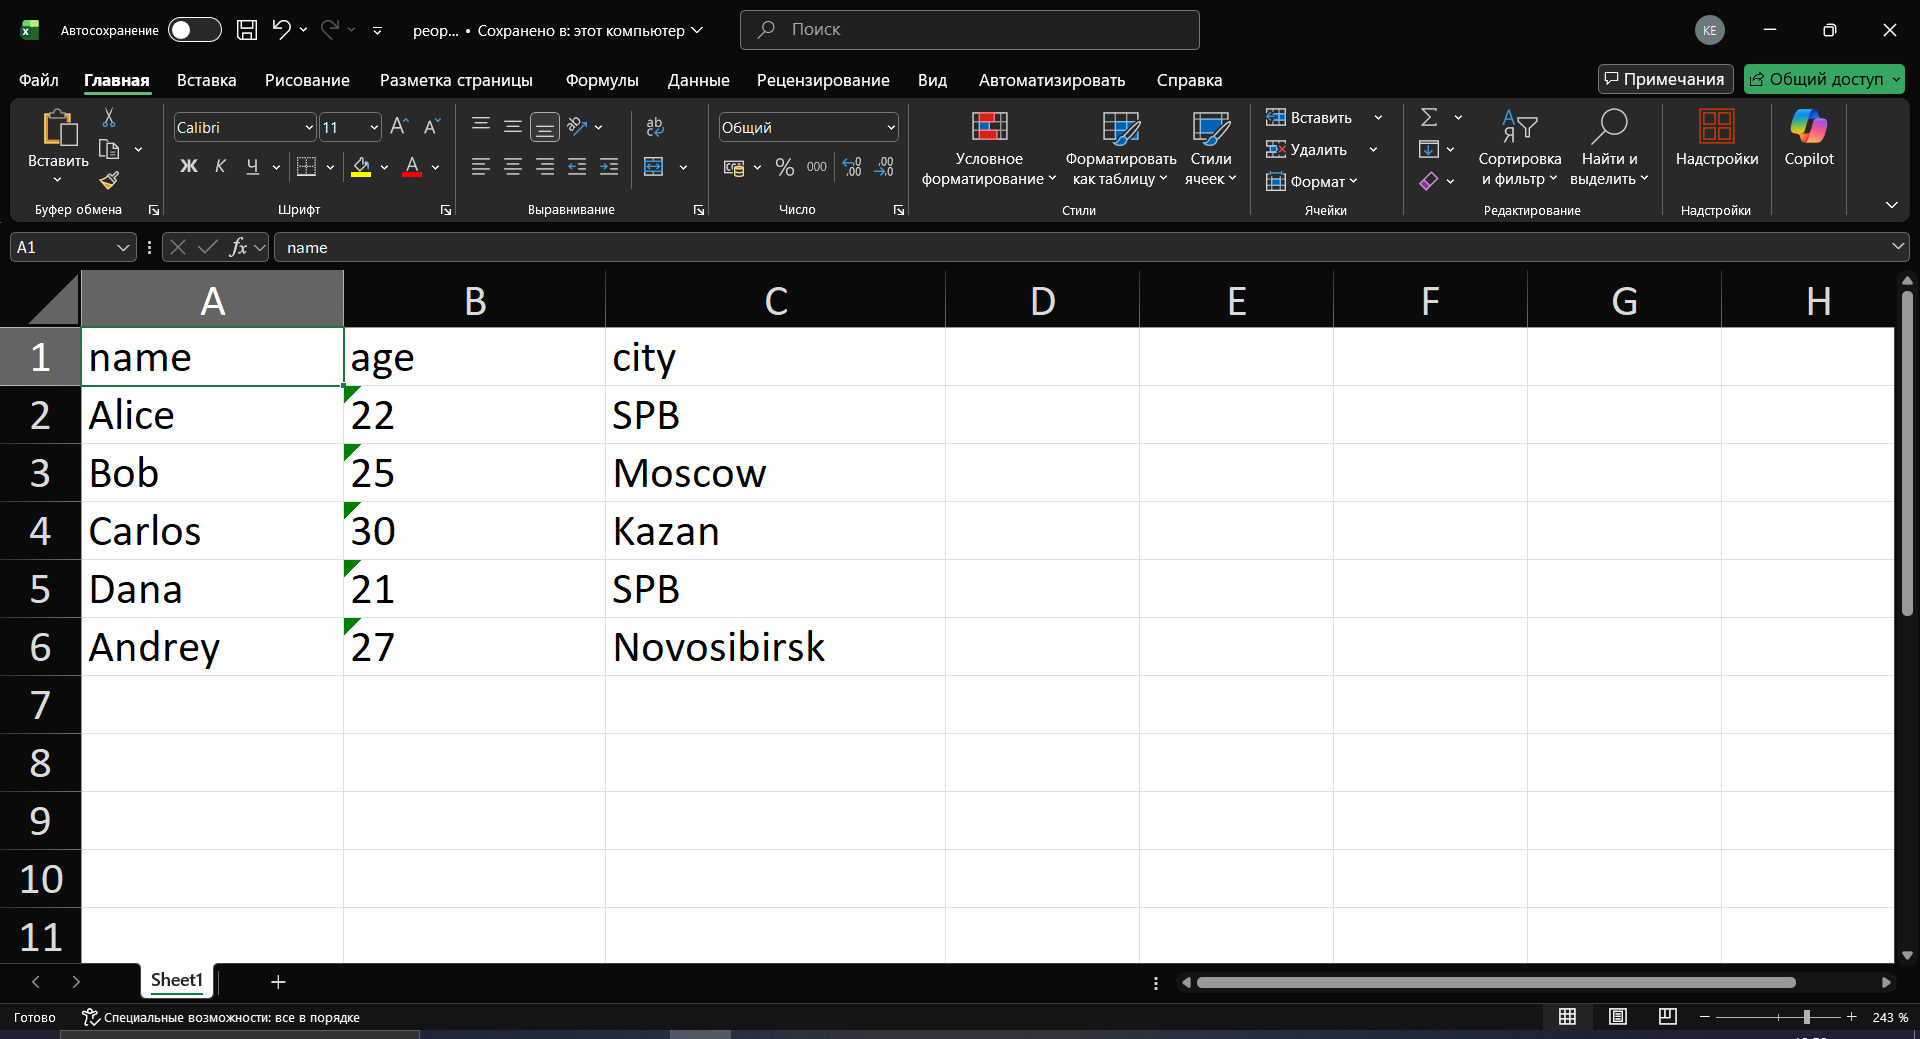 Автосохранение
peop... • Сохранено в: этот компьютер
Поиск
KE
Файл Главная Вставка Рисование Разметка страницы Формулы Данные Рецензирование Вид Автоматизировать Справка
Примечания
Общий доступ
Вставить
Буфер обмена
Calibri 11
Ж К Ч
Шрифт
Выравнивание
Общий
% 000
Число
Условное форматирование
Форматировать как таблицу
Стили ячеек
Стили
Вставить
Удалить
Формат
Ячейки
Сортировка и фильтр
Найти и выделить
Редактирование
Надстройки
Надстройки
Copilot
A1 fx name
A B C D E F G H
1 name age city
2 Alice 22 SPB
3 Bob 25 Moscow
4 Carlos 30 Kazan
5 Dana 21 SPB
6 Andrey 27 Novosibirsk
7
8
9
10
11
Sheet1
Готово Специальные возможности: все в порядке 243 %